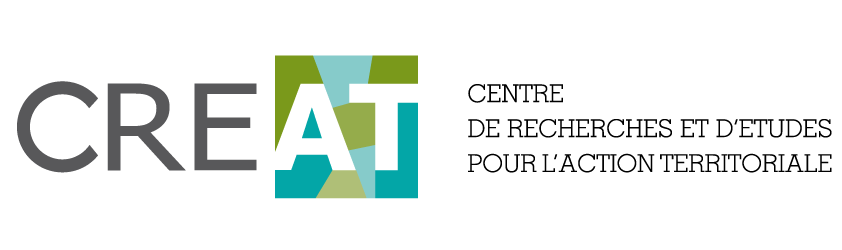 CREAT
CENTRE
DE RECHERCHES ET D'ETUDES
POUR L'ACTION TERRITORIALE